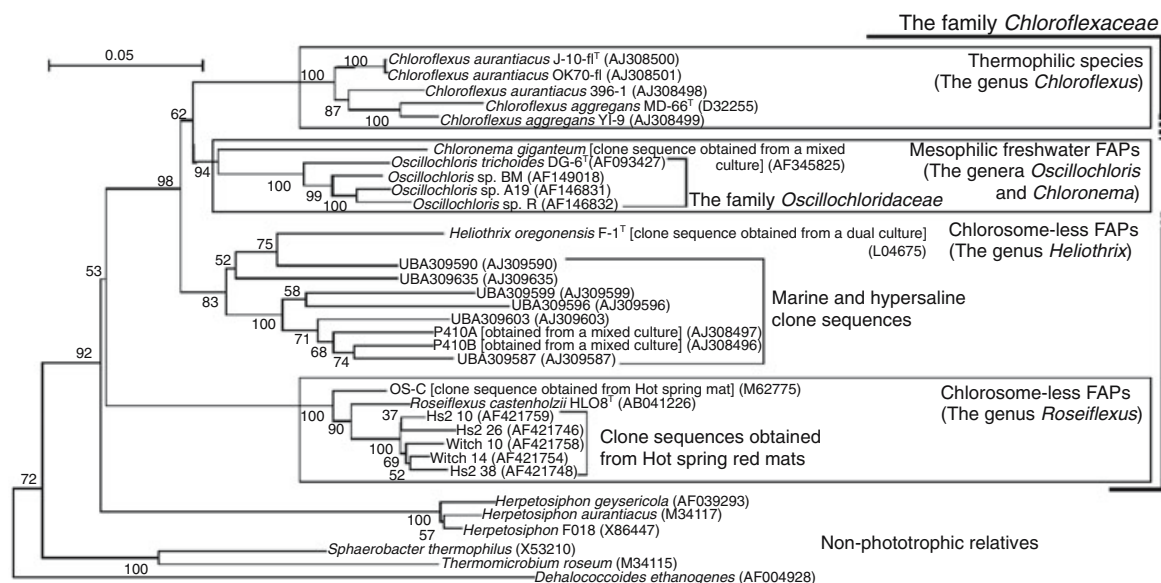 The family Chloroflexaceae
0.05
100
100
87
100
Chloroflexus aurantiacus J-10-flT (AJ308500)
Chloroflexus aurantiacus OK70-fl (AJ308501)
Chloroflexus aurantiacus 396-1 (AJ308498)
Chloroflexus aggregans MD-66T (D32255)
Chloroflexus aggregans YI-9 (AJ308499)
Thermophilic species
(The genus Chloroflexus)
62
94
100
99
100
Chloronema giganteum [clone sequence obtained from a mixed
culture] (AF345825)
Oscillochloris trichoides DG-6T(AF093427)
Oscillochloris sp. BM (AF149018)
Oscillochloris sp. A19 (AF146831)
Oscillochloris sp. R (AF146832)
The family Oscillochloridaceae
Mesophilic freshwater FAPs
(The genera Oscillochloris
and Chloronema)
98
75
52
83
58
100
71
68
74
Heliothrix oregonensis F-1T [clone sequence obtained from a dual culture]
(L04675)
Chlorosome-less FAPs
(The genus Heliothrix)
UBA309590 (AJ309590)
UBA309635 (AJ309635)
UBA309599 (AJ309599)
UBA309596 (AJ309596)
UBA309603 (AJ309603)
P410A [obtained from a mixed culture] (AJ308497)
P410B [obtained from a mixed culture] (AJ308496)
UBA309587 (AJ309587)
Marine and hypersaline
clone sequences
53
92
100
90
37
100
69
52
OS-C [clone sequence obtained from Hot spring mat] (M62775)
Roseiflexus castenholzii HLO8T (AB041226)
Hs2 10 (AF421759)
Hs2 26 (AF421746)
Witch 10 (AF421758)
Witch 14 (AF421754)
Hs2 38 (AF421748)
Clone sequences obtained
from Hot spring red mats
Chlorosome-less FAPs
(The genus Roseiflexus)
72
100
57
Herpetosiphon geysericola (AF039293)
Herpetosiphon aurantiacus (M34117)
Herpetosiphon F018 (X86447)
100
Sphaerobacter thermophilus (X53210)
Thermomicrobium roseum (M34115)
Dehalococcoides ethanogenes (AF004928)
Non-phototrophic relatives